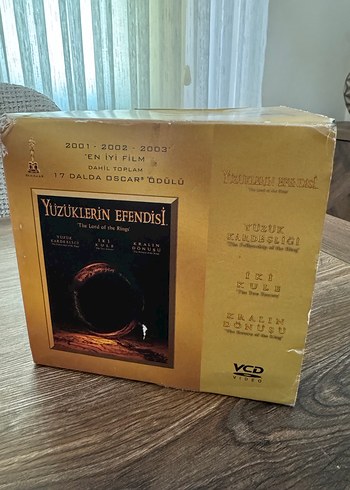 2001 - 2002 - 2003
'EN İYİ FİLM'
DAHİL TOPLAM
17 DALDA OSCAR® ÖDÜLÜ
YÜZÜKLERİN EFENDİSİ
'The Lord of the Rings'
YÜZÜK
KARDEŞLİĞİ
İKİ
KULE
KRALIN
DÖNÜŞÜ
YÜZÜKLERİN EFENDİSİ
'The Lord of the Rings'
YÜZÜK
KARDEŞLİĞİ
'The Fellowship of the Ring'
İKİ
KULE
'The Two Towers'
KRALIN
DÖNÜŞÜ
'The Return of the King'
VCD
VIDEO